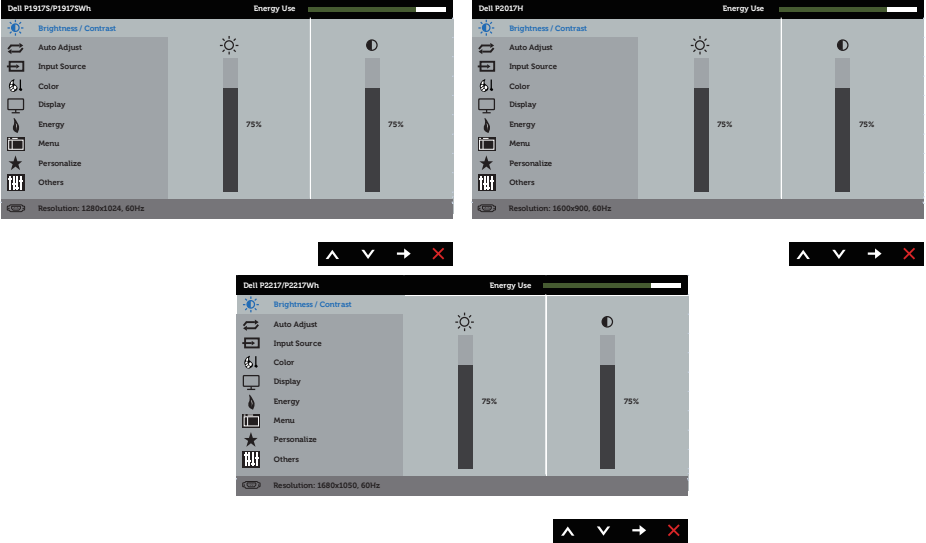 Dell P1917S/P1917SWh Energy Use
Brightness / Contrast
Auto Adjust
Input Source
Color
Display
Energy
Menu
Personalize
Others
75% 75%
Resolution: 1280x1024, 60Hz
Dell P2017H Energy Use
Brightness / Contrast
Auto Adjust
Input Source
Color
Display
Energy
Menu
Personalize
Others
75% 75%
Resolution: 1600x900, 60Hz
Dell P2217/P2217Wh Energy Use
Brightness / Contrast
Auto Adjust
Input Source
Color
Display
Energy
Menu
Personalize
Others
75% 75%
Resolution: 1680x1050, 60Hz